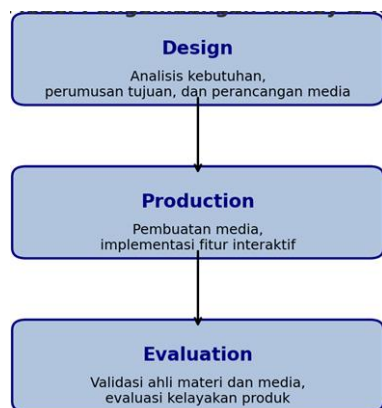 Design
Analisis kebutuhan,
perumusan tujuan, dan perancangan media
Production
Pembuatan media,
implementasi fitur interaktif
Evaluation
Validasi ahli materi dan media,
evaluasi kelayakan produk